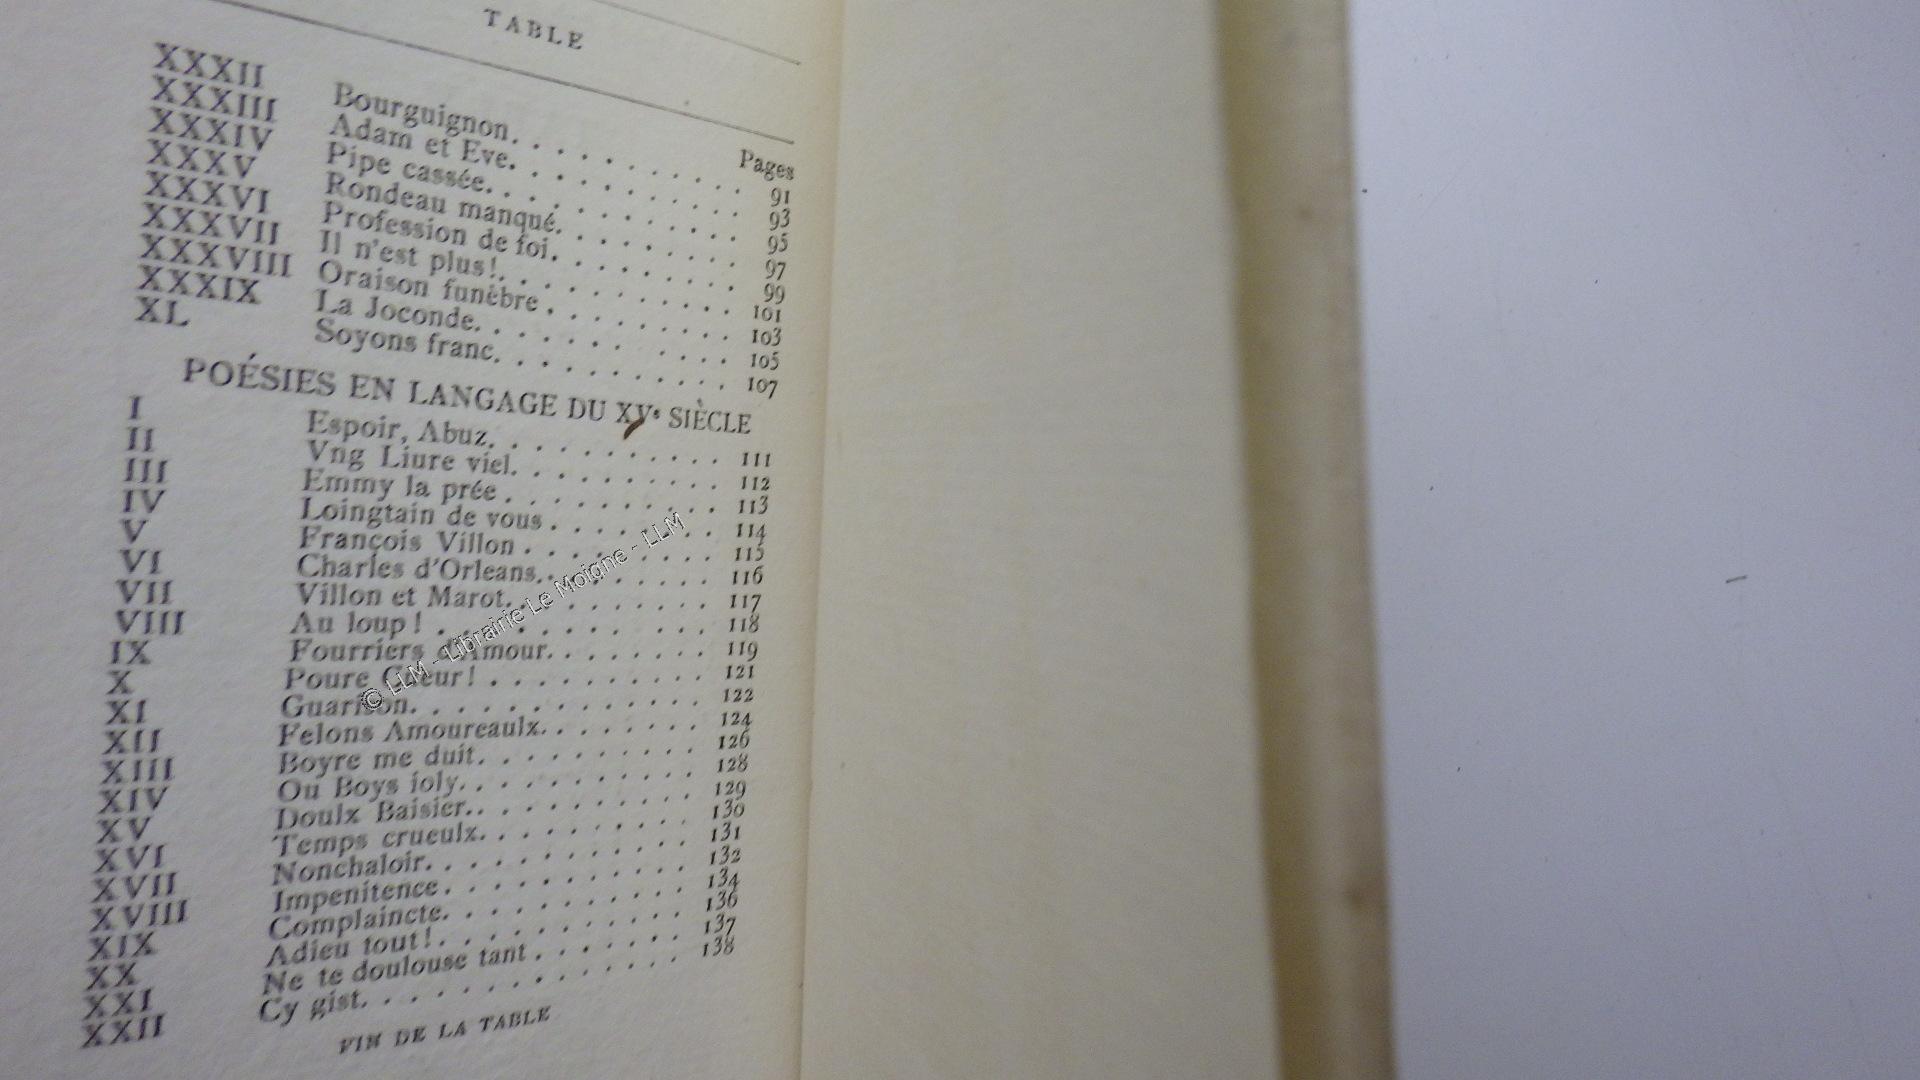 TABLE
Pages
XXXII Bourguignon. . . . . . . . . . . 91
XXXIII Adam et Eve. . . . . . . . . . . 93
XXXIV Pipe cassée. . . . . . . . . . . . 95
XXXV Rondeau manqué. . . . . . . . . 97
XXXVI Profession de foi. . . . . . . . . 99
XXXVII Il n'est plus!. . . . . . . . . . . 101
XXXVIII Oraison funèbre . . . . . . . . . 103
XXXIX La Joconde. . . . . . . . . . . 105
XL Soyons franc. . . . . . . . . . . 107
POÉSIES EN LANGAGE DU XVe SIÈCLE
I Espoir, Abuz. . . . . . . . . . . 111
II Vng Liure viel. . . . . . . . . . 112
III Emmy la prée . . . . . . . . . . 113
IV Loingtain de vous . . . . . . . . 114
V François Villon . . . . . . . . . 115
VI Charles d'Orleans. . . . . . . . . 116
VII Villon et Marot. . . . . . . . . . 117
VIII Au loup! . . . . . . . . . . . . 118
IX Fourriers d'Amour. . . . . . . . 119
X Poure Cueur! . . . . . . . . . . 121
XI Guarison. . . . . . . . . . . . . 122
XII Felons Amoureaulx. . . . . . . . 124
XIII Boyre me duit. . . . . . . . . . 126
XIV Ou Boys ioly. . . . . . . . . . . 128
XV Doulx Baisier. . . . . . . . . . . 129
XVI Temps crueulx. . . . . . . . . . 130
XVII Nonchaloir. . . . . . . . . . . . 131
XVIII Impenitence . . . . . . . . . . . 132
XIX Complaincte. . . . . . . . . . . 134
XX Adieu tout!. . . . . . . . . . . . 136
XXI Ne te doulouse tant . . . . . . . 137
XXII Cy gist. . . . . . . . . . . . . . 138
FIN DE LA TABLE
© LLM - Librairie Le Moigne - LLM